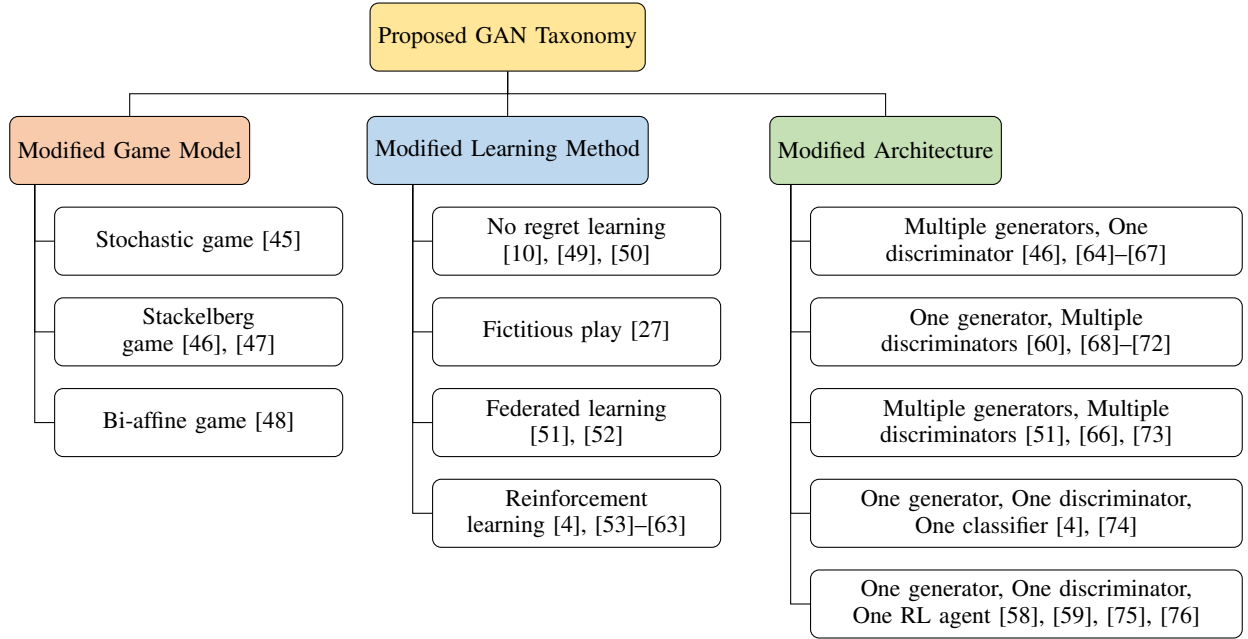 Proposed GAN Taxonomy
Modified Game Model
Stochastic game [45]
Stackelberg
game [46], [47]
Bi-affine game [48]
Modified Learning Method
No regret learning
[10], [49], [50]
Fictitious play [27]
Federated learning
[51], [52]
Reinforcement
learning [4], [53]–[63]
Modified Architecture
Multiple generators, One
discriminator [46], [64]–[67]
One generator, Multiple
discriminators [60], [68]–[72]
Multiple generators, Multiple
discriminators [51], [66], [73]
One generator, One discriminator,
One classifier [4], [74]
One generator, One discriminator,
One RL agent [58], [59], [75], [76]